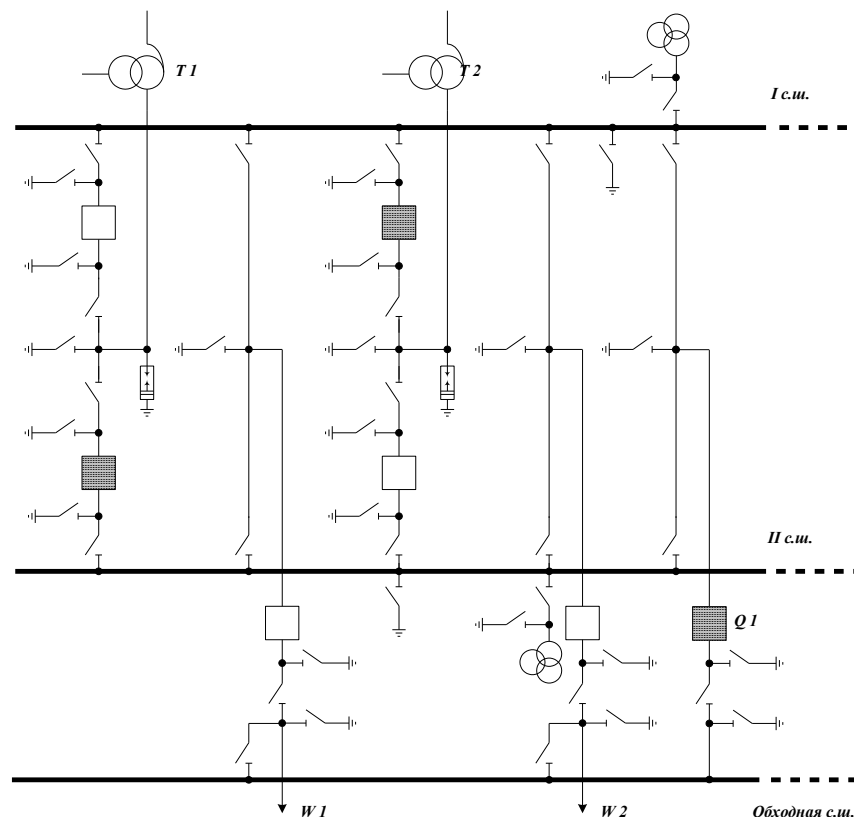 T 1
T 2
I с.ш.
II с.ш.
Q 1
W 1
W 2
Обходная с.ш.